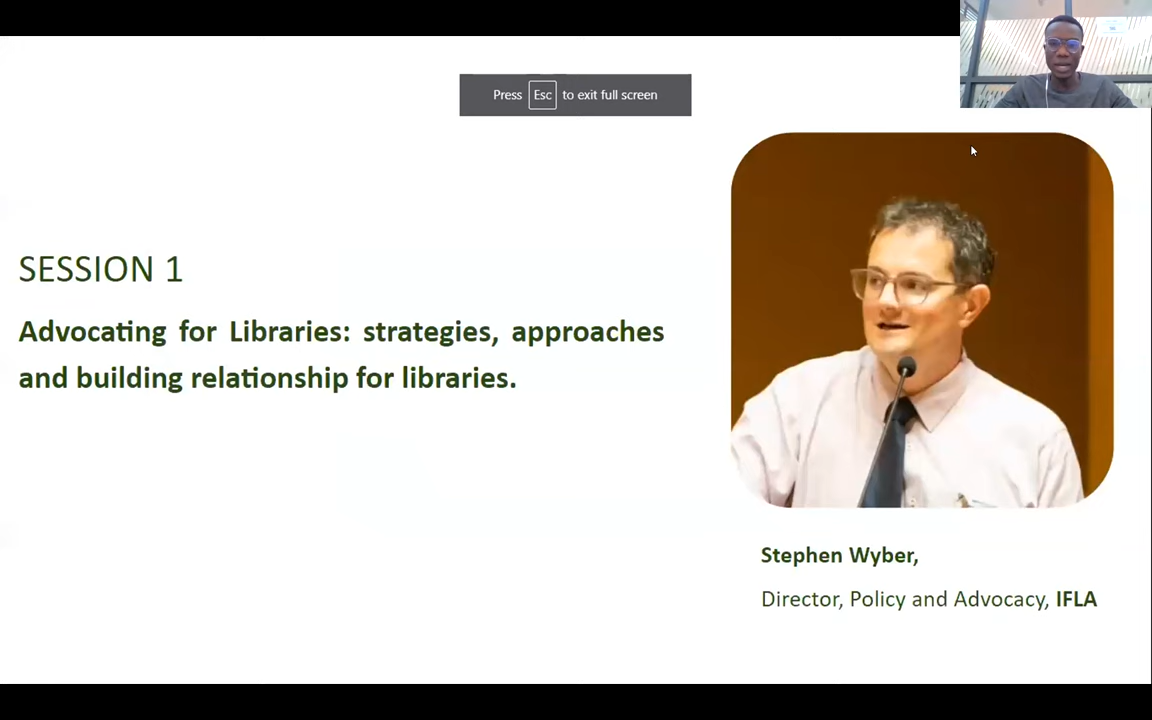 Press Esc to exit full screen
SESSION 1
Advocating for Libraries: strategies, approaches
and building relationship for libraries.
Stephen Wyber,
Director, Policy and Advocacy, IFLA